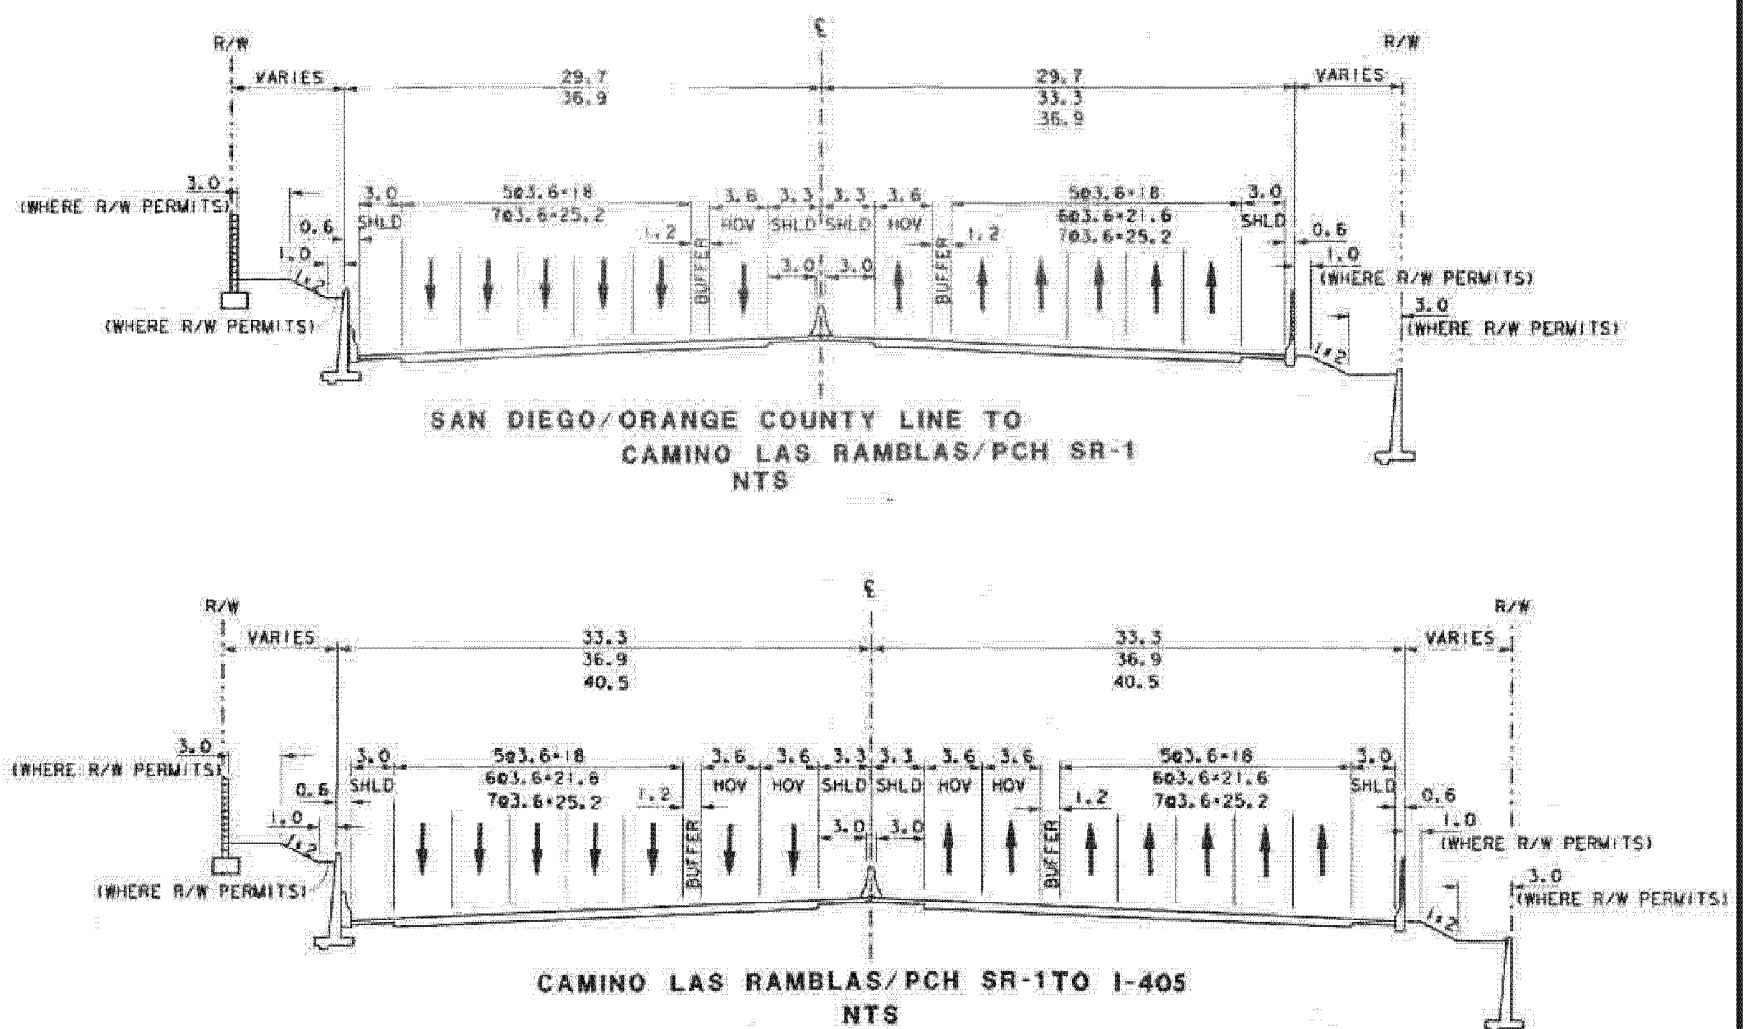 ℄
R/W
R/W
VARIES
29.7
36.9
29.7
33.3
36.9
VARIES
3.0
(WHERE R/W PERMITS)
0.6
1.0
1:2
(WHERE R/W PERMITS)
3.0
SHLD
5@3.6=18
7@3.6=25.2
1.2
BUFFER
3.6
HOV
3.3
SHLD
3.3
SHLD
3.6
HOV
3.0
3.0
BUFFER
1.2
5@3.6=18
6@3.6=21.6
7@3.6=25.2
3.0
SHLD
0.6
1.0
(WHERE R/W PERMITS)
3.0
(WHERE R/W PERMITS)
1:2
SAN DIEGO/ORANGE COUNTY LINE TO
CAMINO LAS RAMBLAS/PCH SR-1
NTS
℄
R/W
R/W
VARIES
33.3
36.9
40.5
33.3
36.9
40.5
VARIES
3.0
(WHERE R/W PERMITS)
0.6
1.0
1:2
(WHERE R/W PERMITS)
3.0
SHLD
5@3.6=18
6@3.6=21.6
7@3.6=25.2
1.2
BUFFER
3.6
HOV
3.6
HOV
3.3
SHLD
3.3
SHLD
3.6
HOV
3.6
HOV
3.0
3.0
BUFFER
1.2
5@3.6=18
6@3.6=21.6
7@3.6=25.2
3.0
SHLD
0.6
1.0
(WHERE R/W PERMITS)
3.0
(WHERE R/W PERMITS)
1:2
CAMINO LAS RAMBLAS/PCH SR-1 TO I-405
NTS